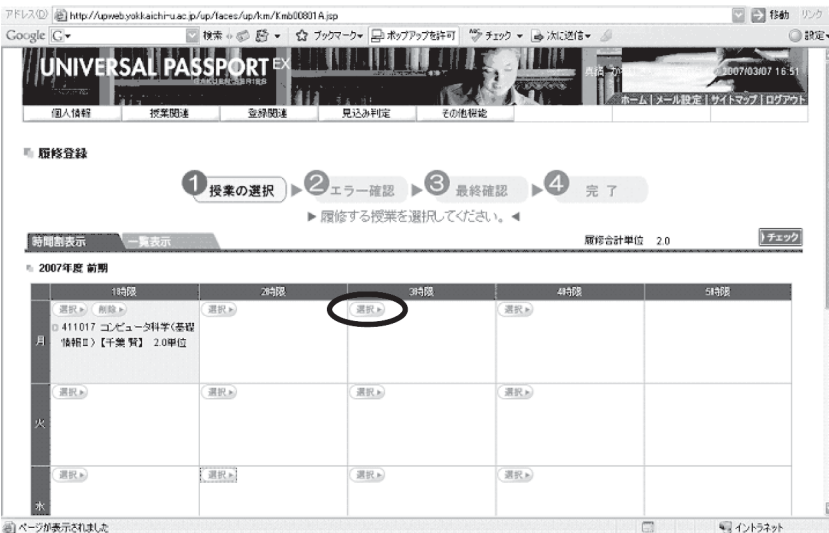 アドレス(D) http://upweb.yokkaichi-u.ac.jp/up/faces/up/km/Kmb00801A.jsp 移動 リンク
Google G 検索 ブックマーク ポップアップを許可 チェック 次に送信 設定
UNIVERSAL PASSPORT EX
2007/03/07 16:51
ホーム | メール設定 | サイトマップ | ログアウト
個人情報 授業関連 登録関連 見込み判定 その他機能
履修登録
1 授業の選択 ▶ 2 エラー確認 ▶ 3 最終確認 ▶ 4 完了
▶ 履修する授業を選択してください。 ◀
時間割表示 一覧表示 履修合計単位 2.0 チェック
2007年度 前期
1時限 2時限 3時限 4時限 5時限
選択 削除 選択 選択 選択
月 411017 コンピュータ科学(基礎
情報Ⅱ)【千葉 賢】 2.0単位
選択 選択 選択 選択
火
選択 選択 選択 選択
水
ページが表示されました イントラネット